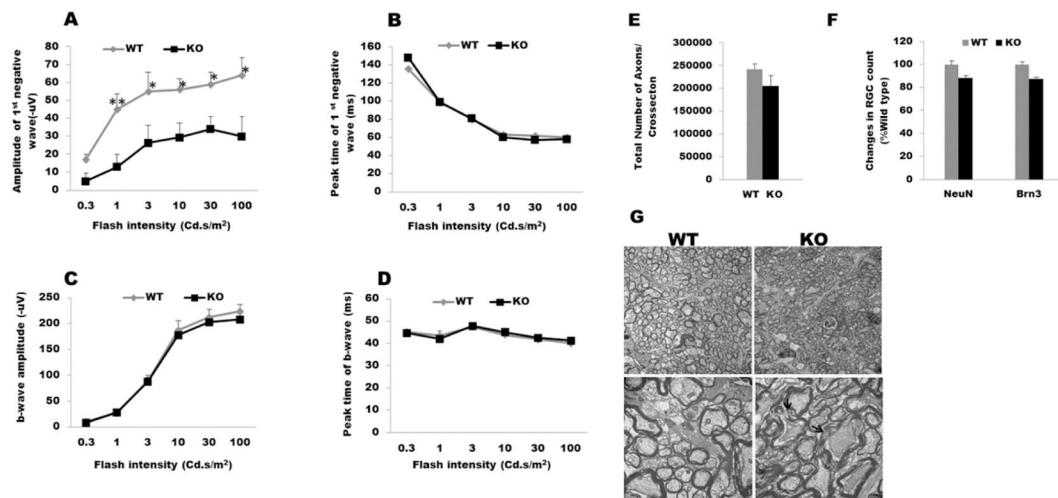 A
WT KO
Amplitude of 1st negative
wave(-uV)
70
60
50
40
30
20
10
0
** * * * *
0.3 1 3 10 30 100
Flash intensity (Cd.s/m²)
B
WT KO
Peak time of 1st negative
wave (ms)
160
140
120
100
80
60
40
20
0
0.3 1 3 10 30 100
Flash intensity (Cd.s/m²)
E
Total Number of Axons/
Crossecton
300000
250000
200000
150000
100000
50000
0
WT KO
F
WT KO
Changes in RGC count
(%Wild type)
120
100
80
60
40
20
0
NeuN Brn3
C
WT KO
b-wave amplitude (-uV)
250
200
150
100
50
0
0.3 1 3 10 30 100
Flash intensity (Cd.s/m²)
D
WT KO
Peak time of b-wave (ms)
60
50
40
30
20
10
0
0.3 1 3 10 30 100
Flash intensity (Cd.s/m²)
G
WT KO